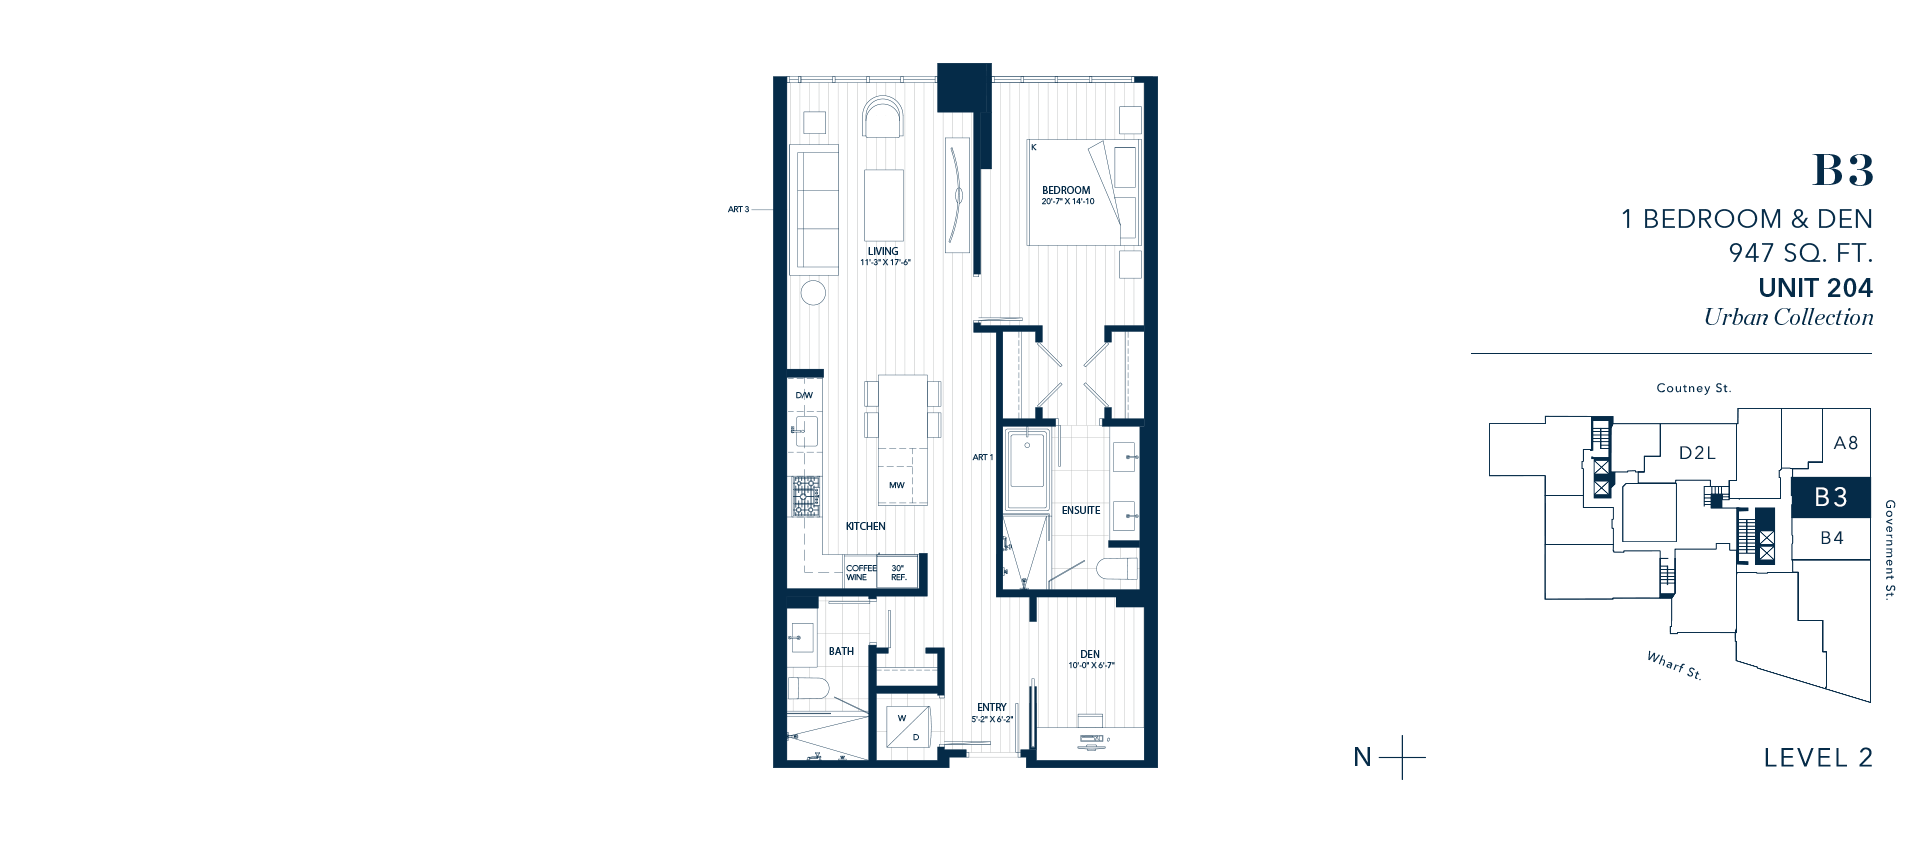 ART 3
K
BEDROOM
20'-7" X 14'-10
LIVING
11'-3" X 17'-6"
D/W
ART 1
MW
ENSUITE
KITCHEN
COFFEE
WINE
30"
REF.
BATH
DEN
10'-0" X 6'-7"
ENTRY
5'-2" X 6'-2"
W
D
B3
1 BEDROOM & DEN
947 SQ. FT.
UNIT 204
Urban Collection
Coutney St.
D2L
A8
B3
B4
Government St.
Wharf St.
N
LEVEL 2